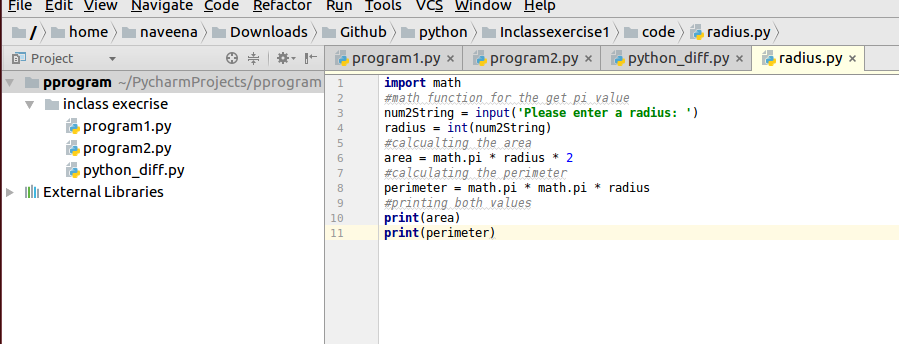 File Edit View Navigate Code Refactor Run Tools VCS Window Help
/ home naveena Downloads Github python Inclassexercise1 code radius.py
Project program1.py × program2.py × python_diff.py × radius.py ×
pprogram ~/PycharmProjects/pprogram
inclass execrise
program1.py
program2.py
python_diff.py
External Libraries
1 import math
2 #math function for the get pi value
3 num2String = input('Please enter a radius: ')
4 radius = int(num2String)
5 #calcualting the area
6 area = math.pi * radius * 2
7 #calculating the perimeter
8 perimeter = math.pi * math.pi * radius
9 #printing both values
10 print(area)
11 print(perimeter)